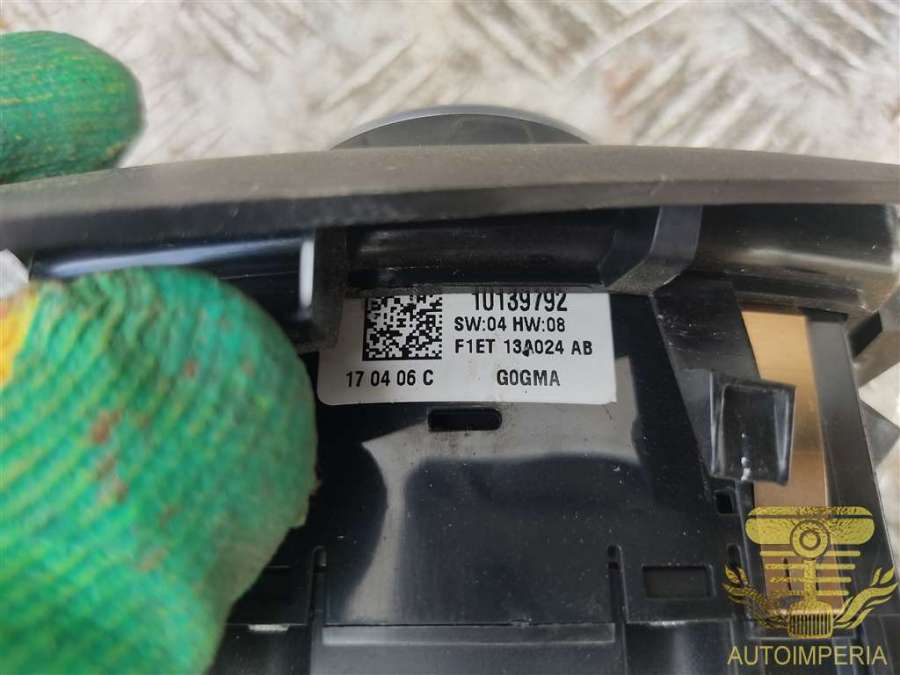 10139792
SW:04 HW:08
F1ET 13A024 AB
17 04 06 C G0GMA
AUTOIMPERIA